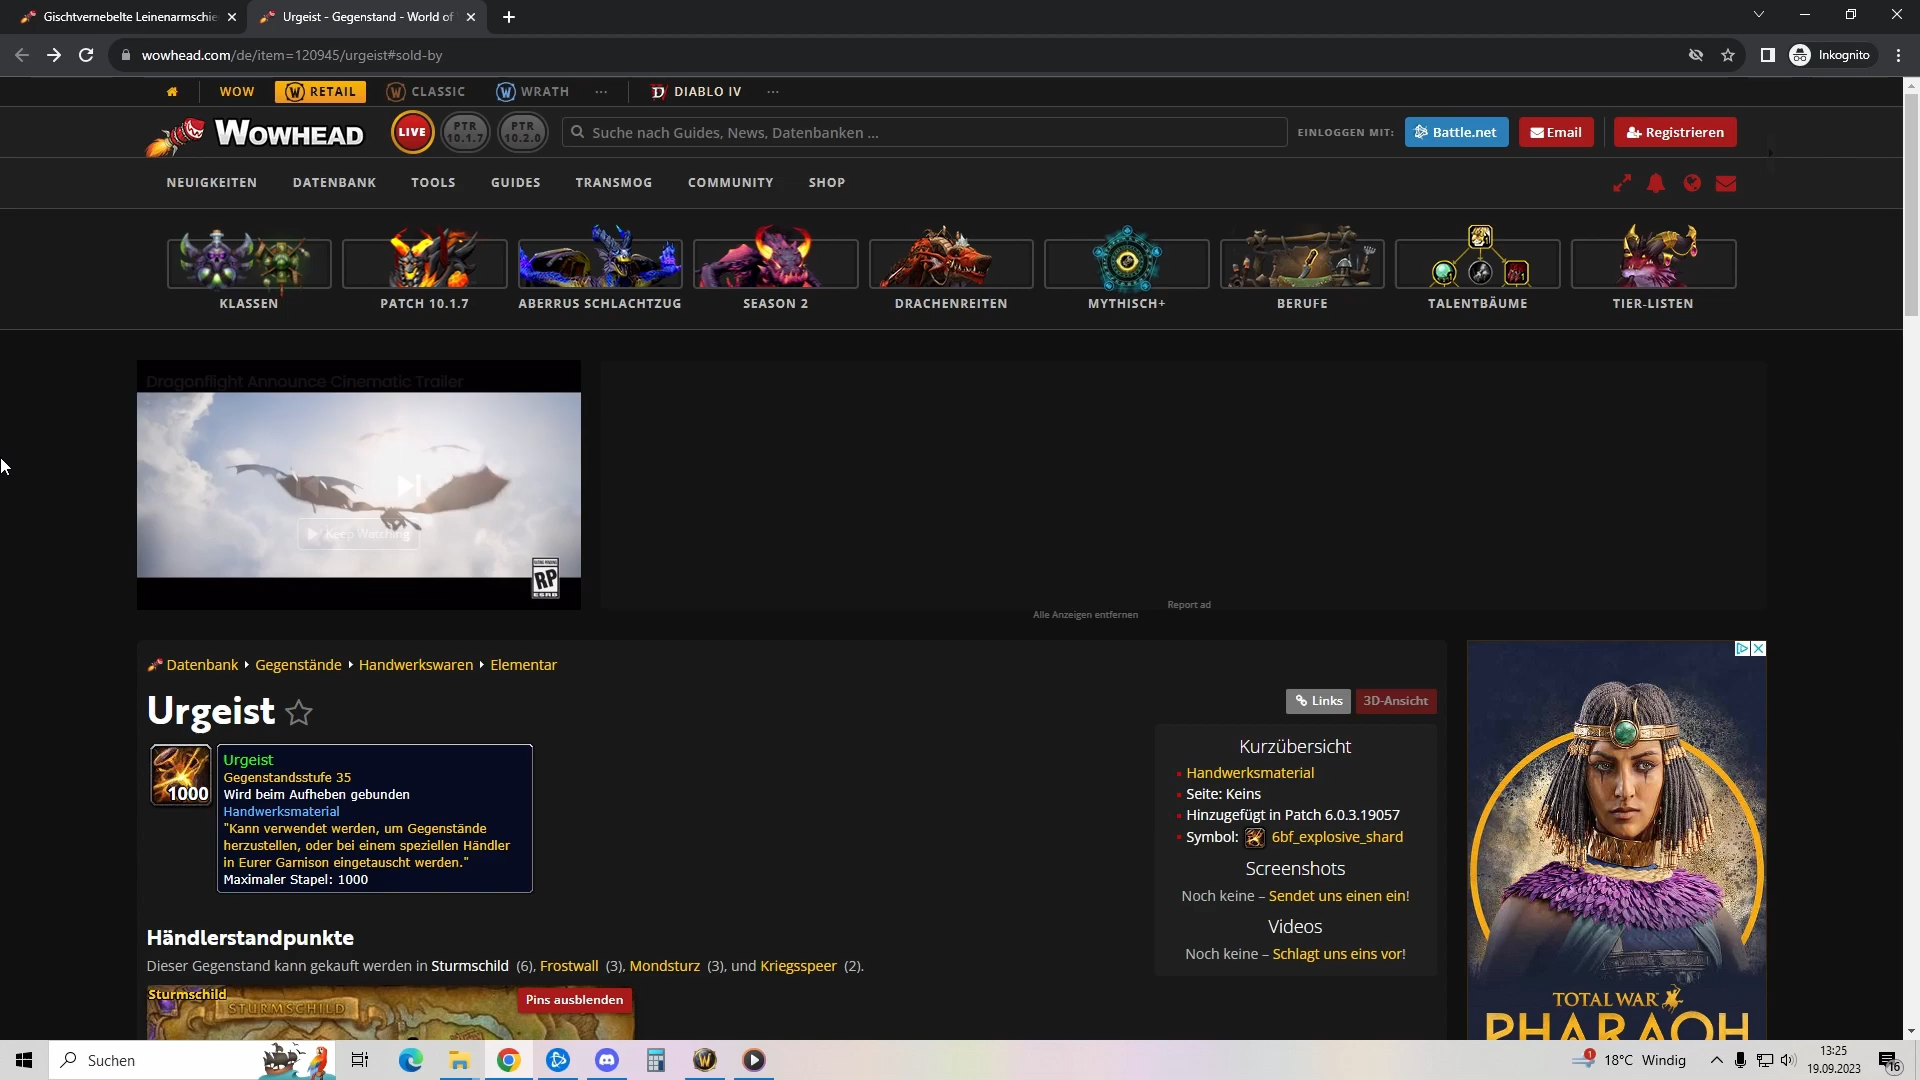 Gischtvernebelte Leinenarmschie
Urgeist - Gegenstand - World of
wowhead.com/de/item=120945/urgeist#sold-by
Inkognito
WOW
RETAIL
CLASSIC
WRATH
DIABLO IV
WOWHEAD
LIVE
PTR
10.1.7
PTR
10.2.0
Suche nach Guides, News, Datenbanken ...
EINLOGGEN MIT:
Battle.net
Email
Registrieren
NEUIGKEITEN
DATENBANK
TOOLS
GUIDES
TRANSMOG
COMMUNITY
SHOP
KLASSEN
PATCH 10.1.7
ABERRUS SCHLACHTZUG
SEASON 2
DRACHENREITEN
MYTHISCH+
BERUFE
TALENTBÄUME
TIER-LISTEN
Dragonflight Announce Cinematic Trailer
Keep Watching
RP
ESRB
Report ad
Alle Anzeigen entfernen
Datenbank
Gegenstände
Handwerkswaren
Elementar
Urgeist
Links
3D-Ansicht
1000
Urgeist
Gegenstandsstufe 35
Wird beim Aufheben gebunden
Handwerksmaterial
"Kann verwendet werden, um Gegenstände
herzustellen, oder bei einem speziellen Händler
in Eurer Garnison eingetauscht werden."
Maximaler Stapel: 1000
Kurzübersicht
Handwerksmaterial
Seite: Keins
Hinzugefügt in Patch 6.0.3.19057
Symbol: 6bf_explosive_shard
Screenshots
Noch keine – Sendet uns einen ein!
Videos
Noch keine – Schlagt uns eins vor!
Händlerstandpunkte
Dieser Gegenstand kann gekauft werden in Sturmschild (6), Frostwall (3), Mondsturz (3), und Kriegsspeer (2).
Sturmschild
STURMSCHILD
Pins ausblenden
TOTAL WAR
PHARAOH
Suchen
1
18°C Windig
13:25
19.09.2023
16